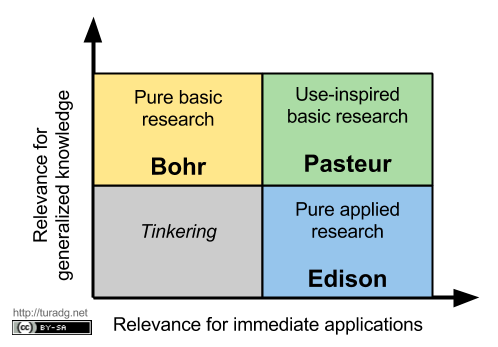 Relevance for
generalized knowledge
Pure basic
research
Bohr
Use-inspired
basic research
Pasteur
Tinkering
Pure applied
research
Edison
http://turadg.net
(cc) BY-SA
Relevance for immediate applications